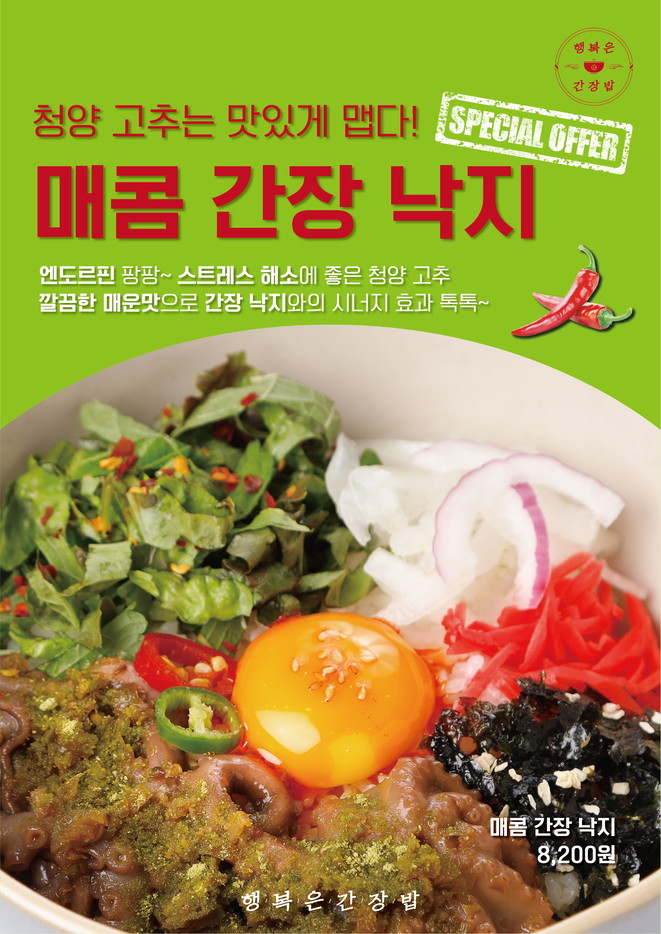 행복은
간장밥
청양 고추는 맛있게 맵다!
SPECIAL OFFER
매콤 간장 낙지
엔도르핀 팡팡~ 스트레스 해소에 좋은 청양 고추
깔끔한 매운맛으로 간장 낙지와의 시너지 효과 톡톡~
매콤 간장 낙지
8,200원
행복은간장밥